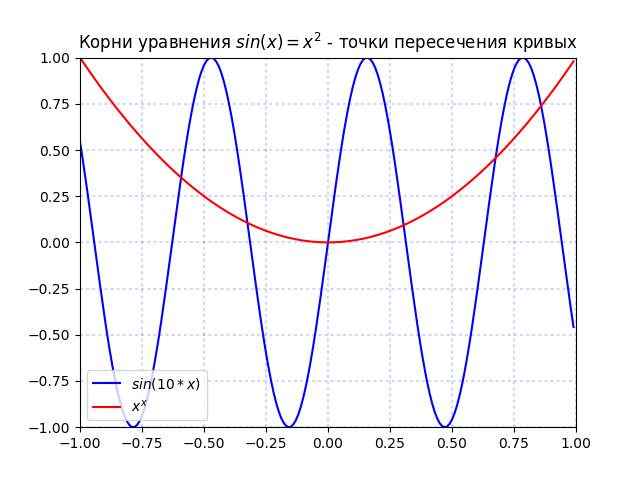 Корни уравнения sin(x) = x² - точки пересечения кривых
1.00
0.75
0.50
0.25
0.00
−0.25
−0.50
−0.75
−1.00
sin(10 * x)
xˣ
−1.00 −0.75 −0.50 −0.25 0.00 0.25 0.50 0.75 1.00